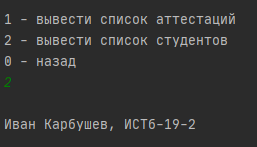 1 - вывести список аттестаций
2 - вывести список студентов
0 - назад
2
Иван Карбушев, ИСТб-19-2